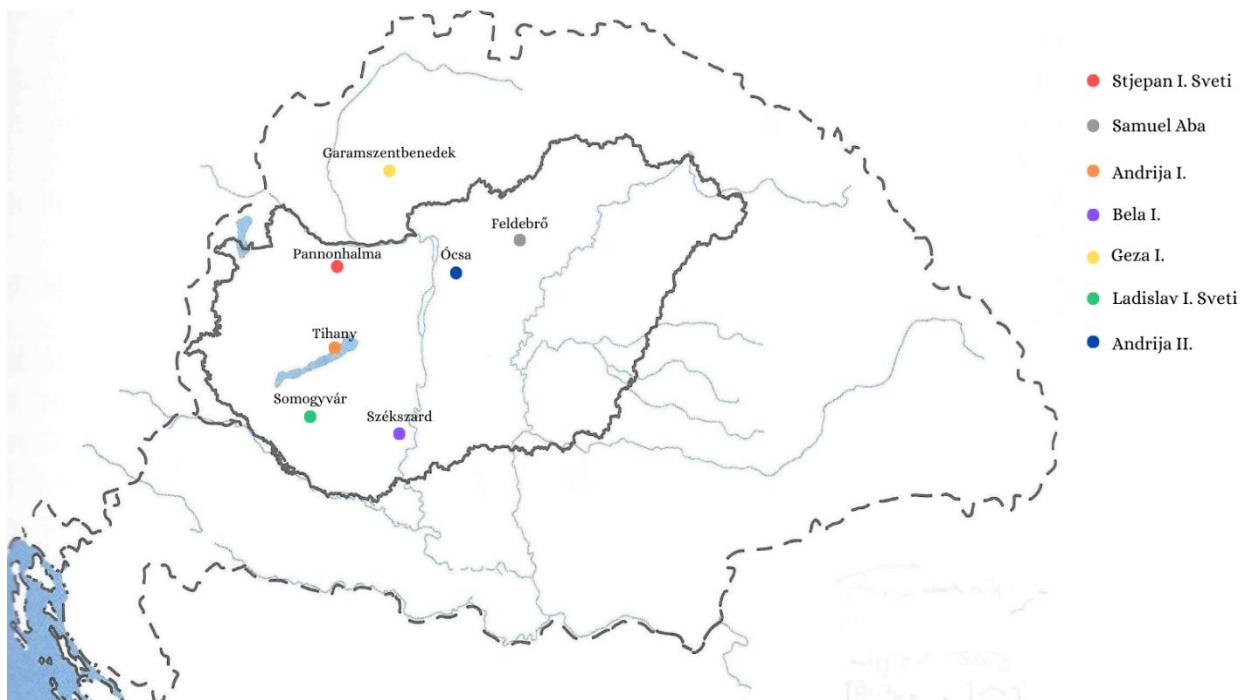 Stjepan I. Sveti
Samuel Aba
Andrija I.
Bela I.
Geza I.
Ladislav I. Sveti
Andrija II.
Garamszentbenedek
Feldebrő
Pannonhalma
Ócsa
Tihany
Somogyvár
Székszard